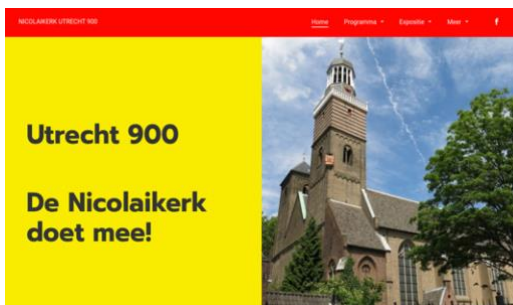 NICOLAIKERK UTRECHT 900
Home Programma Expositie Meer f
Utrecht 900
De Nicolaikerk
doet mee!